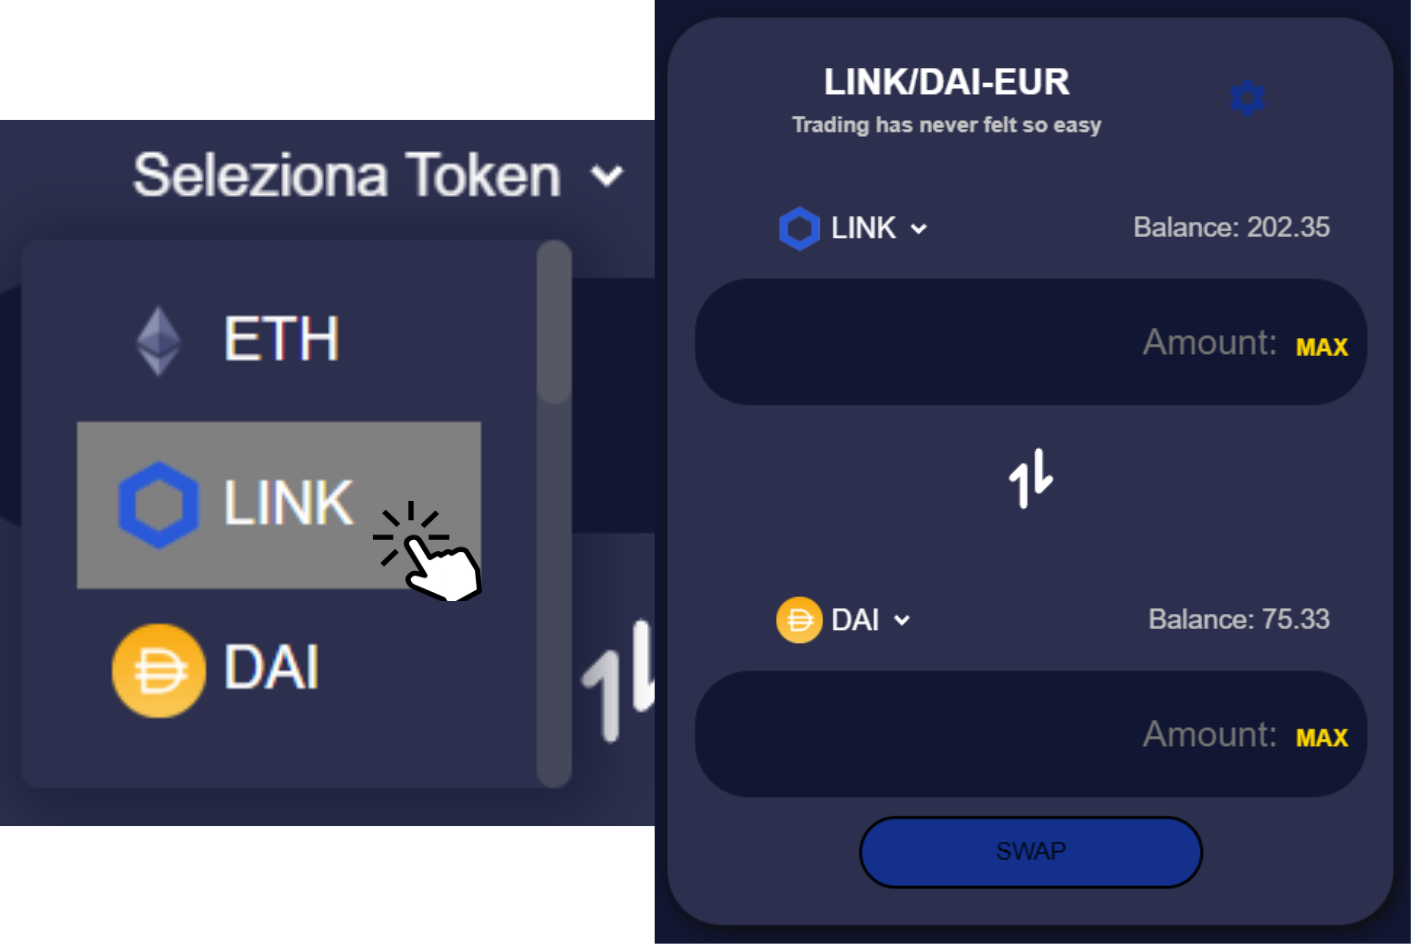 Seleziona Token
ETH
LINK
DAI
LINK/DAI-EUR
Trading has never felt so easy
LINK
Balance: 202.35
Amount: MAX
DAI
Balance: 75.33
Amount: MAX
SWAP